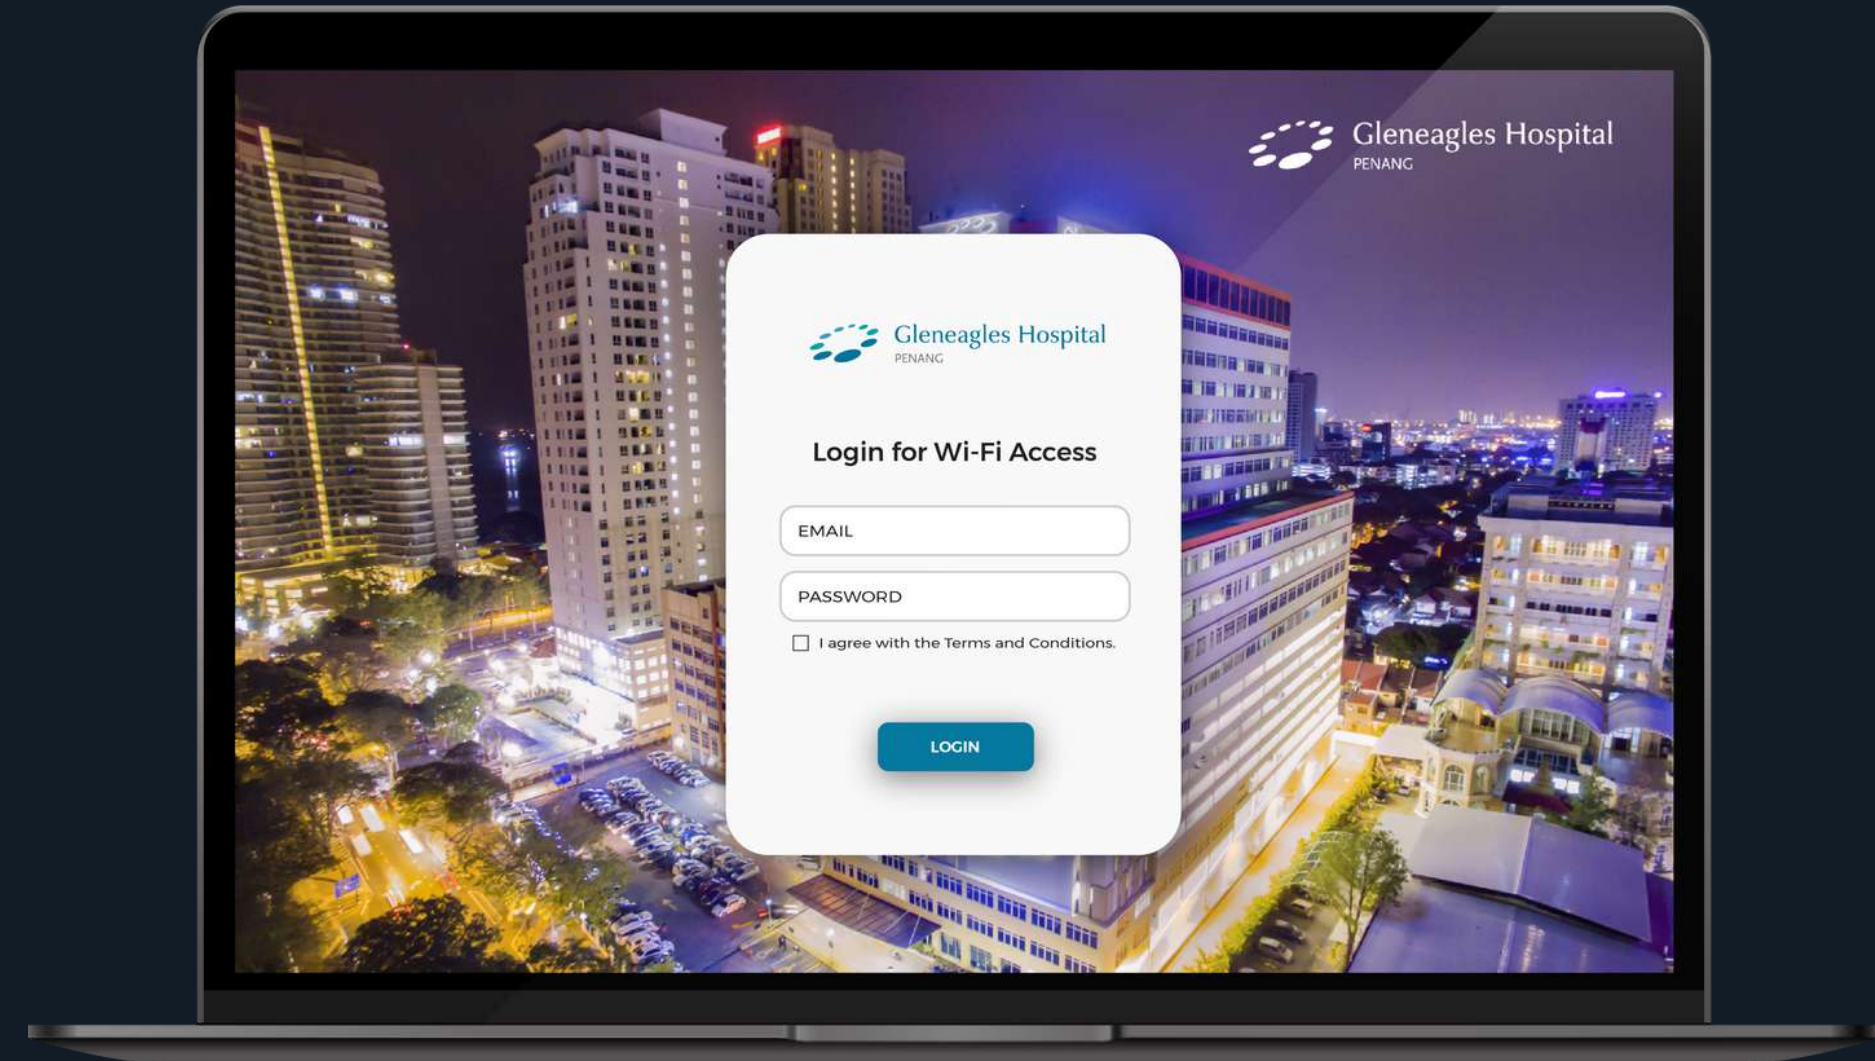 Gleneagles Hospital
PENANG
Gleneagles Hospital
PENANG
Login for Wi-Fi Access
EMAIL
PASSWORD
I agree with the Terms and Conditions.
LOGIN